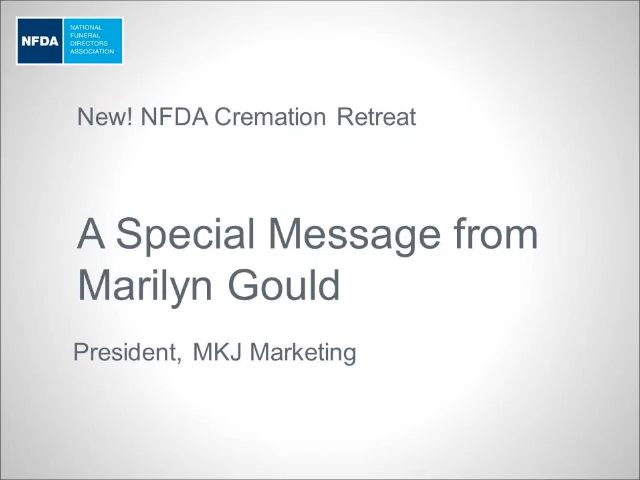 NFDA
NATIONAL
FUNERAL
DIRECTORS
ASSOCIATION
New! NFDA Cremation Retreat
A Special Message from
Marilyn Gould
President, MKJ Marketing